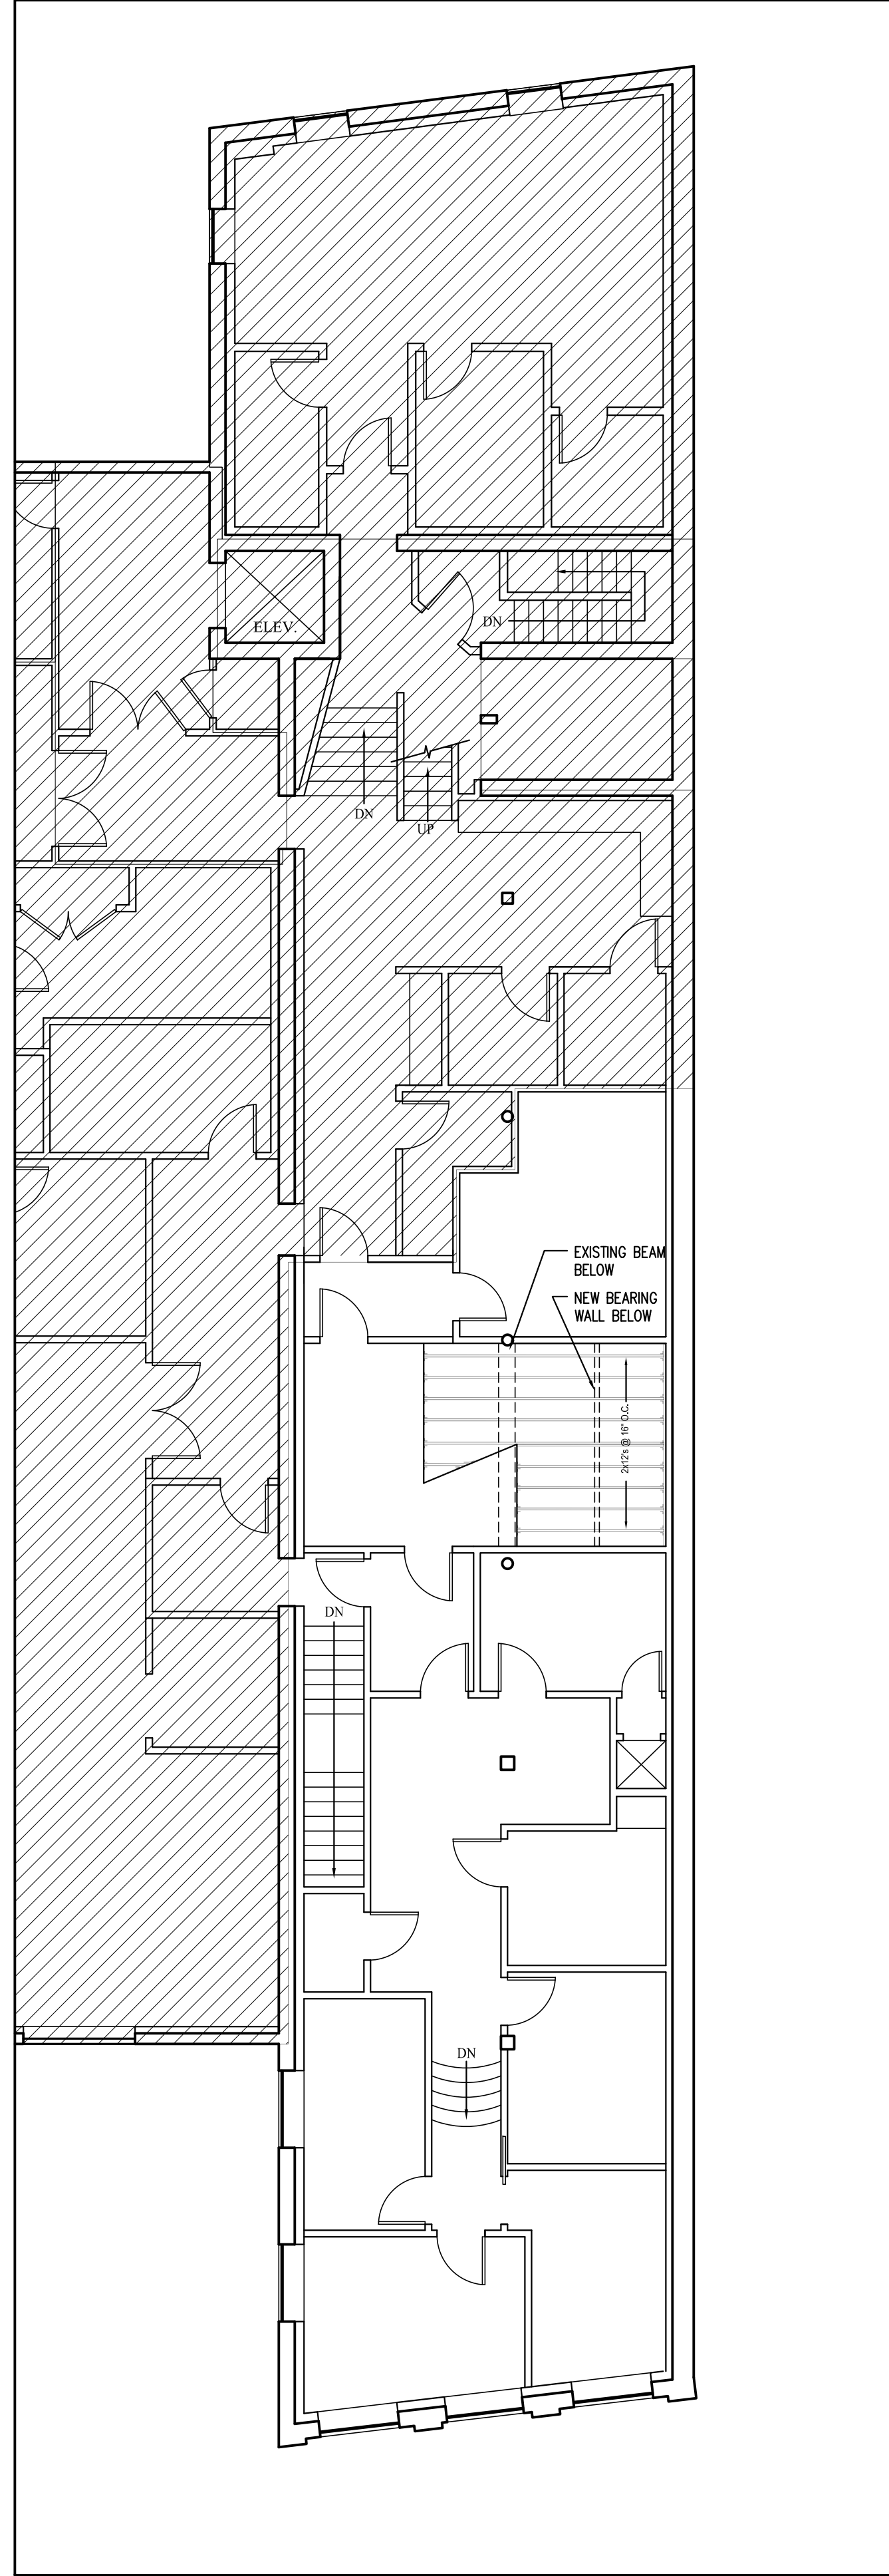 ELEV.
DN
DN
UP
EXISTING BEAM
BELOW
NEW BEARING
WALL BELOW
2x12's @ 16" O.C.
DN
DN